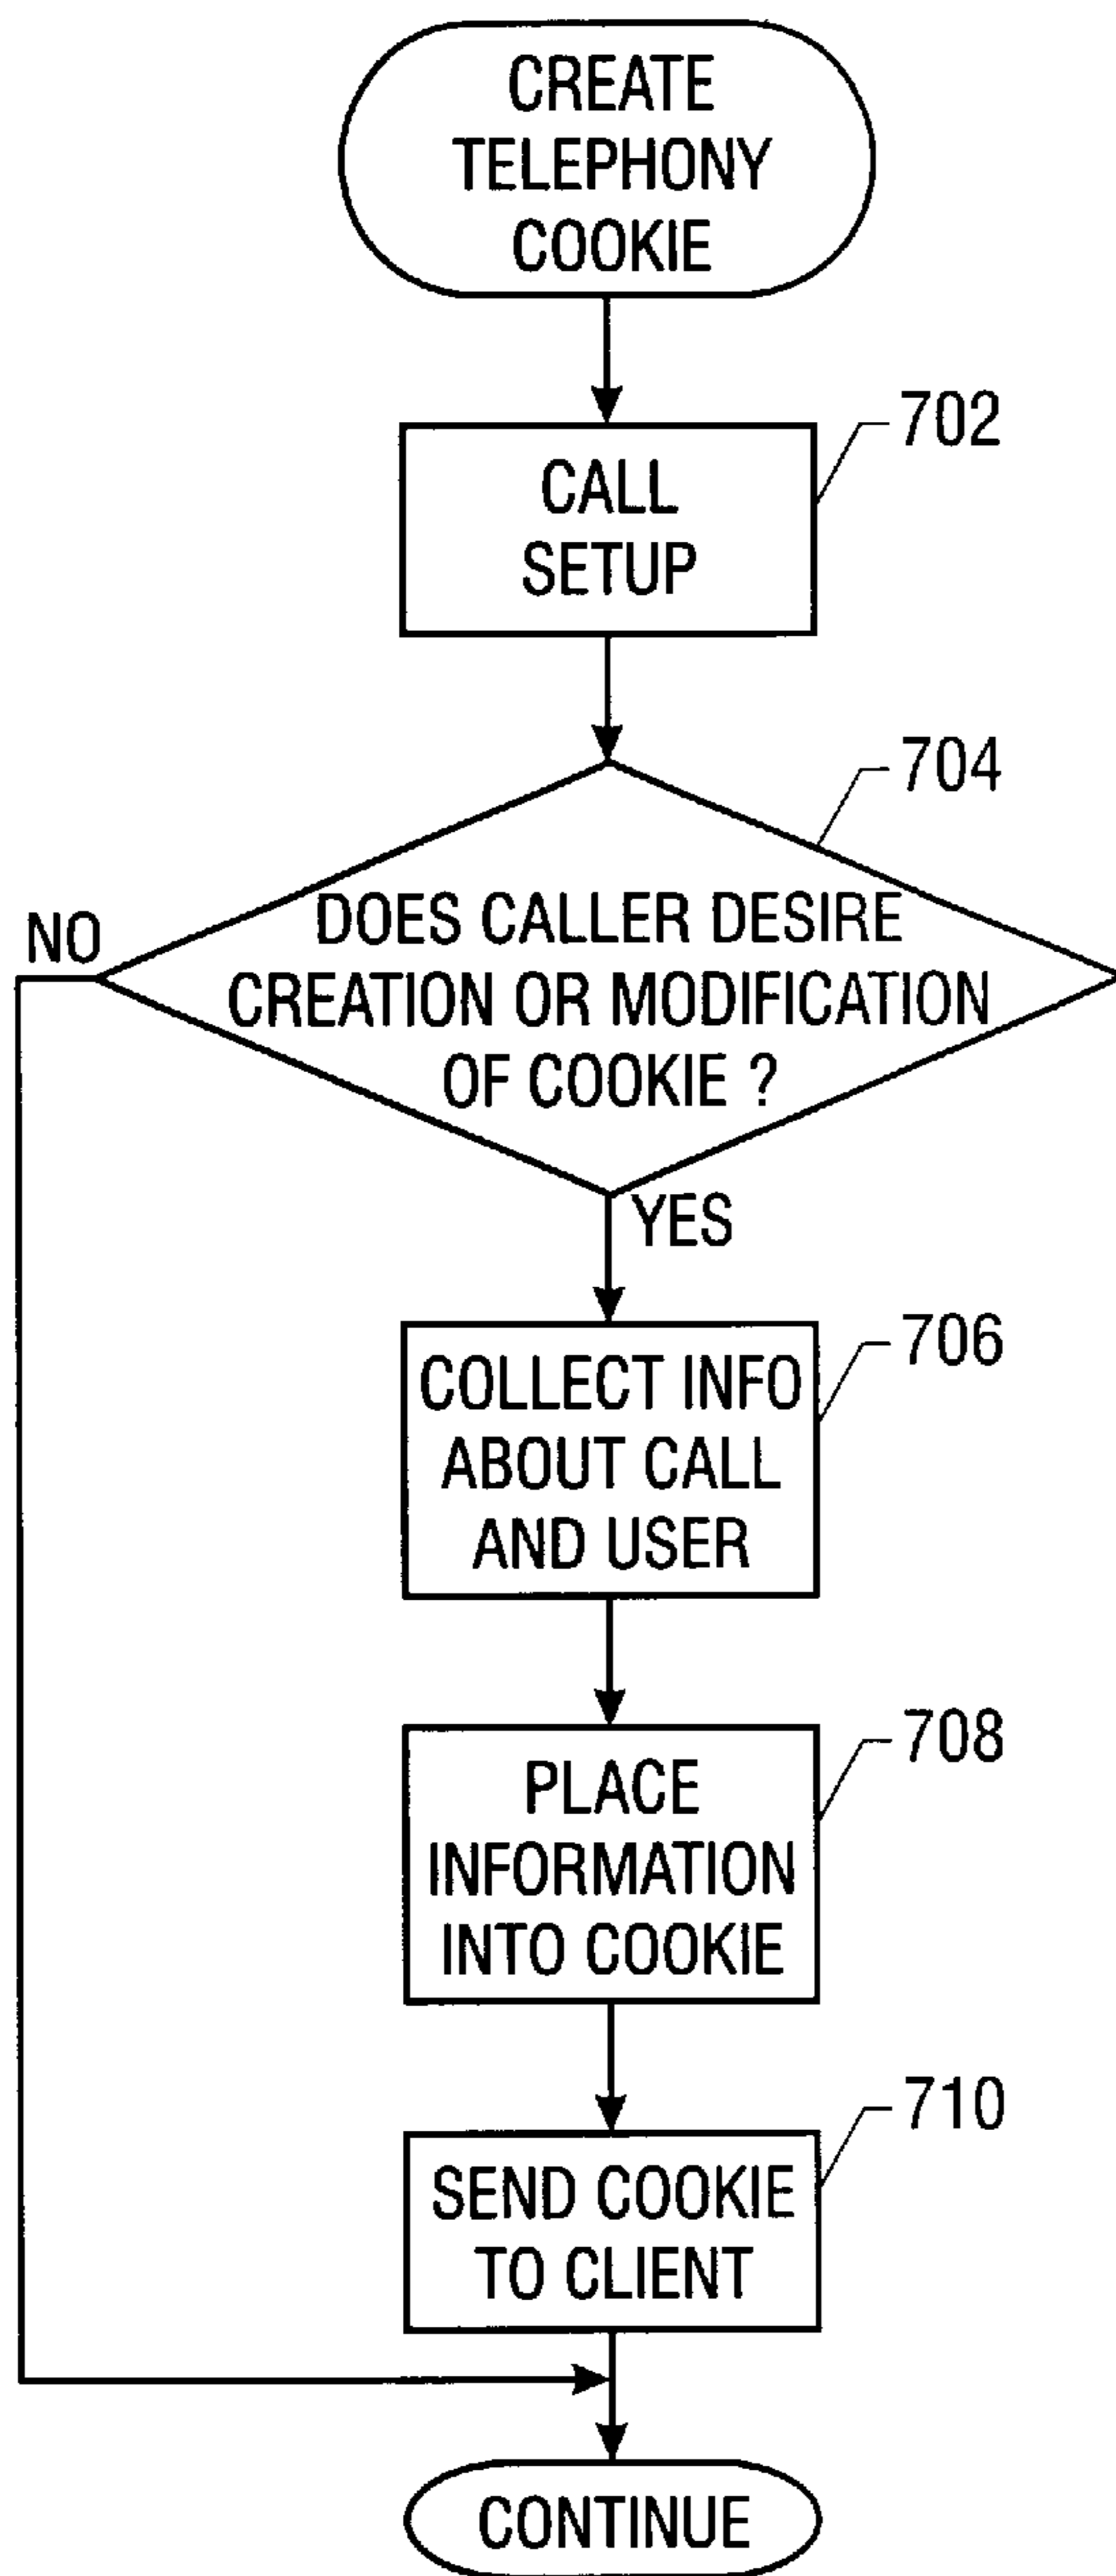 CREATE
TELEPHONY
COOKIE
702
CALL
SETUP
704
NO
DOES CALLER DESIRE
CREATION OR MODIFICATION
OF COOKIE ?
YES
706
COLLECT INFO
ABOUT CALL
AND USER
708
PLACE
INFORMATION
INTO COOKIE
710
SEND COOKIE
TO CLIENT
CONTINUE